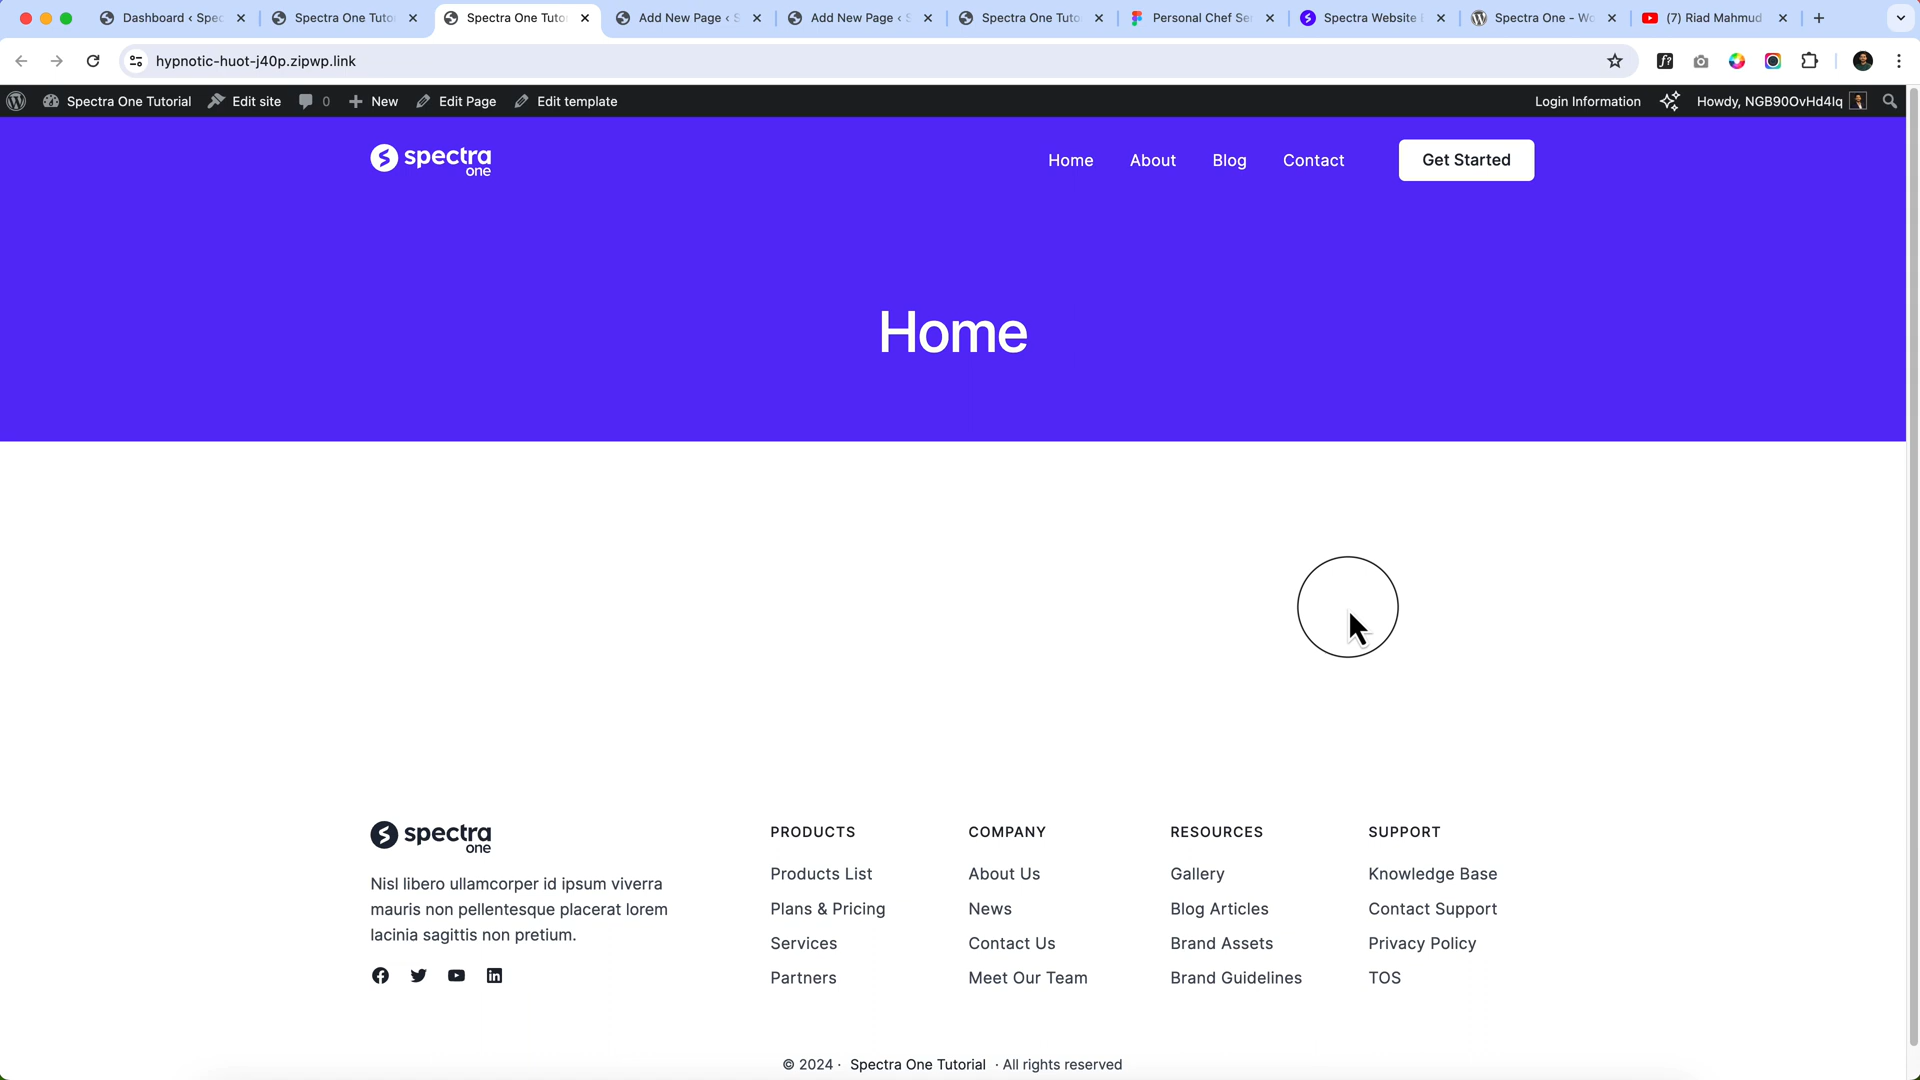 Dashboard ‹ Spec
Spectra One Tuto
Spectra One Tuto
Add New Page ‹ S
Add New Page ‹ S
Spectra One Tuto
Personal Chef Se
Spectra Website
Spectra One - Wo
(7) Riad Mahmud
hypnotic-huot-j40p.zipwp.link
Spectra One Tutorial
Edit site
0
New
Edit Page
Edit template
Login Information
Howdy, NGB90OvHd4lq
spectra
one
Home
About
Blog
Contact
Get Started
Home
spectra
one
Nisl libero ullamcorper id ipsum viverra
mauris non pellentesque placerat lorem
lacinia sagittis non pretium.
PRODUCTS
Products List
Plans & Pricing
Services
Partners
COMPANY
About Us
News
Contact Us
Meet Our Team
RESOURCES
Gallery
Blog Articles
Brand Assets
Brand Guidelines
SUPPORT
Knowledge Base
Contact Support
Privacy Policy
TOS
© 2024 · Spectra One Tutorial · All rights reserved